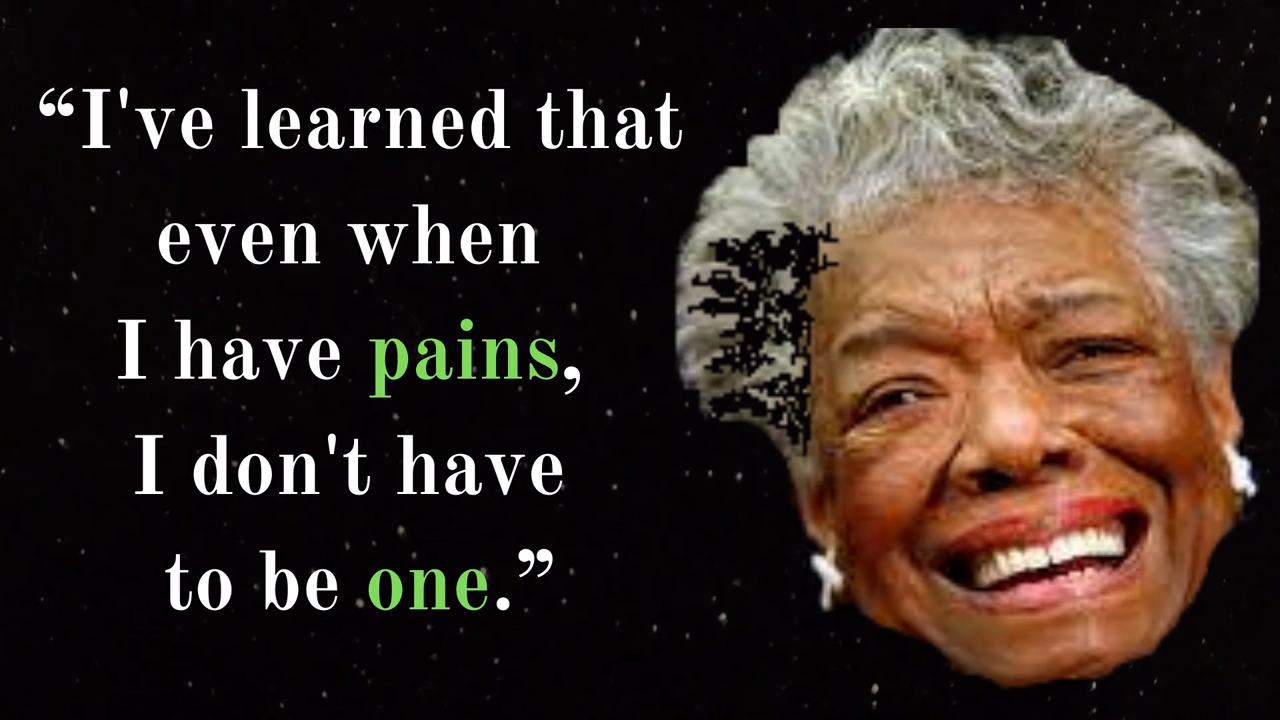 “I've learned that
even when
I have pains,
I don't have
to be one.”